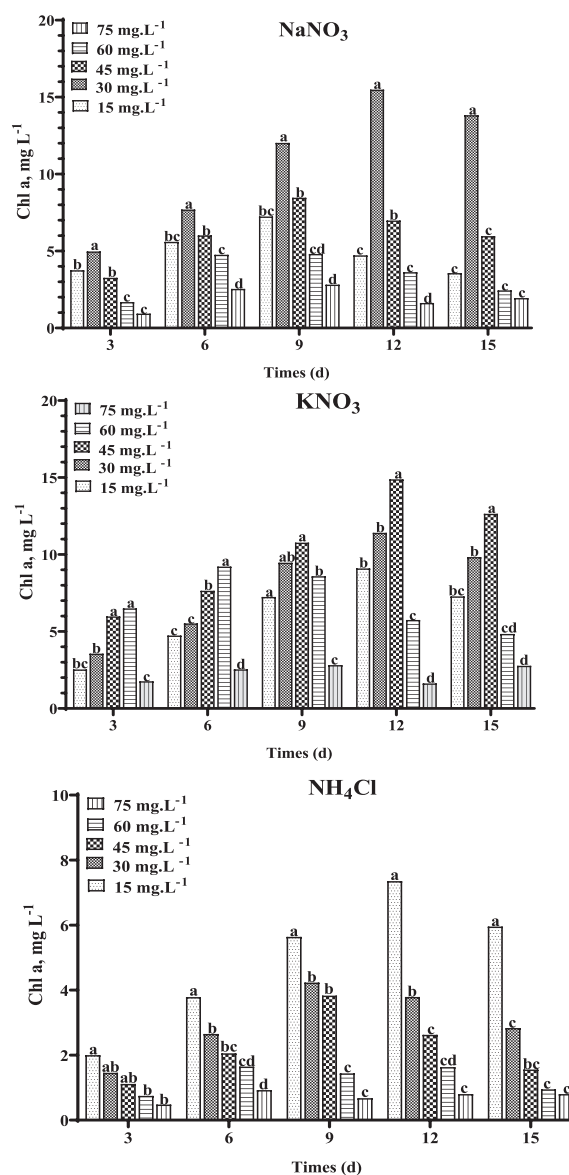 NaNO₃
20
15
10
5
0
Chl a, mg L⁻¹
75 mg.L⁻¹
60 mg.L⁻¹
45 mg.L⁻¹
30 mg.L⁻¹
15 mg.L⁻¹
b a b c c
bc a b c d
bc a b cd d
c a b c d
c a c c c
3 6 9 12 15
Times (d)
KNO₃
20
15
10
5
0
Chl a, mg L⁻¹
75 mg.L⁻¹
60 mg.L⁻¹
45 mg.L⁻¹
30 mg.L⁻¹
15 mg.L⁻¹
bc b a a c
c c b a d
a ab a b d
b b a c d
bc b a cd d
3 6 9 12 15
Times (d)
NH₄Cl
10
8
6
4
2
0
Chl a, mg L⁻¹
75 mg.L⁻¹
60 mg.L⁻¹
45 mg.L⁻¹
30 mg.L⁻¹
15 mg.L⁻¹
a ab ab b b
a b bc cd d
a b b c c
a b c cd d
a b bc c c
3 6 9 12 15
Times (d)